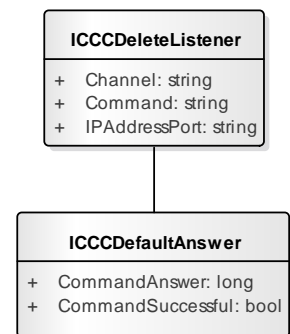 ICCCDeleteListener
+ Channel: string
+ Command: string
+ IPAddressPort: string
ICCCDefaultAnswer
+ CommandAnswer: long
+ CommandSuccessful: bool